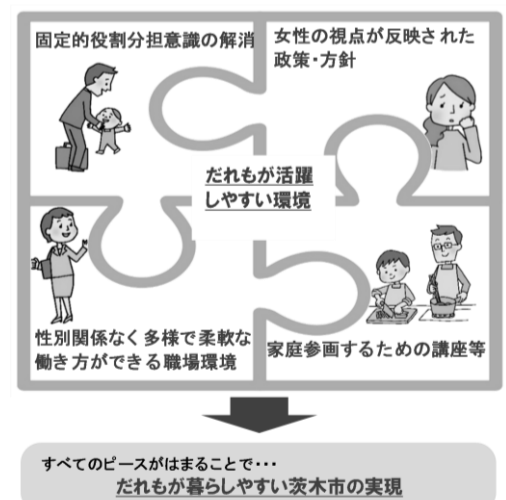 固定的役割分担意識の解消
女性の視点が反映された
政策・方針
だれもが活躍
しやすい環境
性別関係なく多様で柔軟な
働き方ができる職場環境
家庭参画するための講座等
すべてのピースがはまることで・・・
だれもが暮らしやすい茨木市の実現